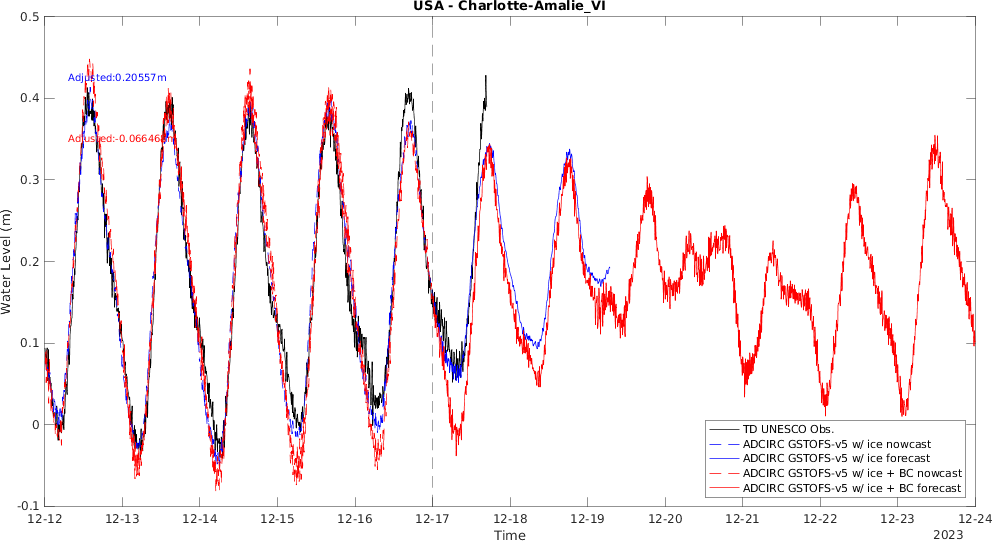 USA - Charlotte-Amalie_VI
0.5
0.4
0.3
0.2
0.1
0
-0.1
Water Level (m)
Adjusted:0.20557m
Adjusted:-0.066468m
TD UNESCO Obs.
ADCIRC GSTOFS-v5 w/ ice nowcast
ADCIRC GSTOFS-v5 w/ ice forecast
ADCIRC GSTOFS-v5 w/ ice + BC nowcast
ADCIRC GSTOFS-v5 w/ ice + BC forecast
12-12 12-13 12-14 12-15 12-16 12-17 12-18 12-19 12-20 12-21 12-22 12-23 12-24
Time
2023